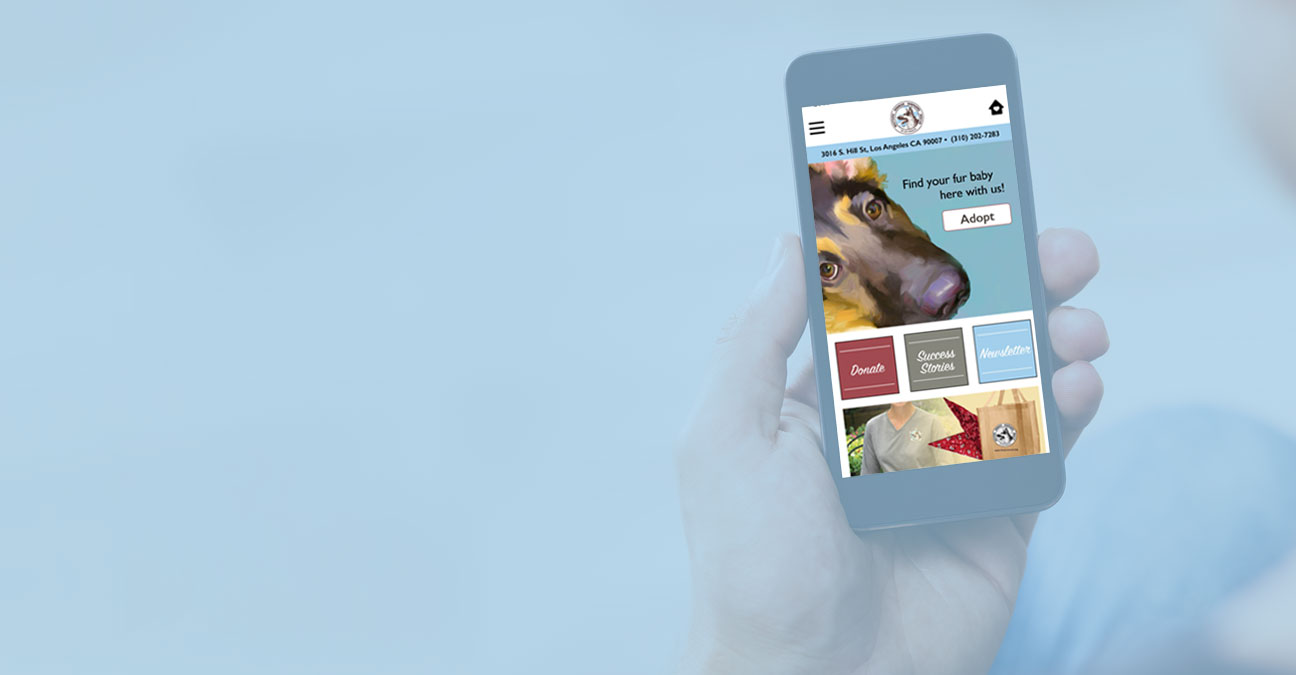 3016 S. Hill St, Los Angeles CA 90007 • (310) 202-7283
Find your fur baby
here with us!
Adopt
Donate
Success
Stories
Newsletter